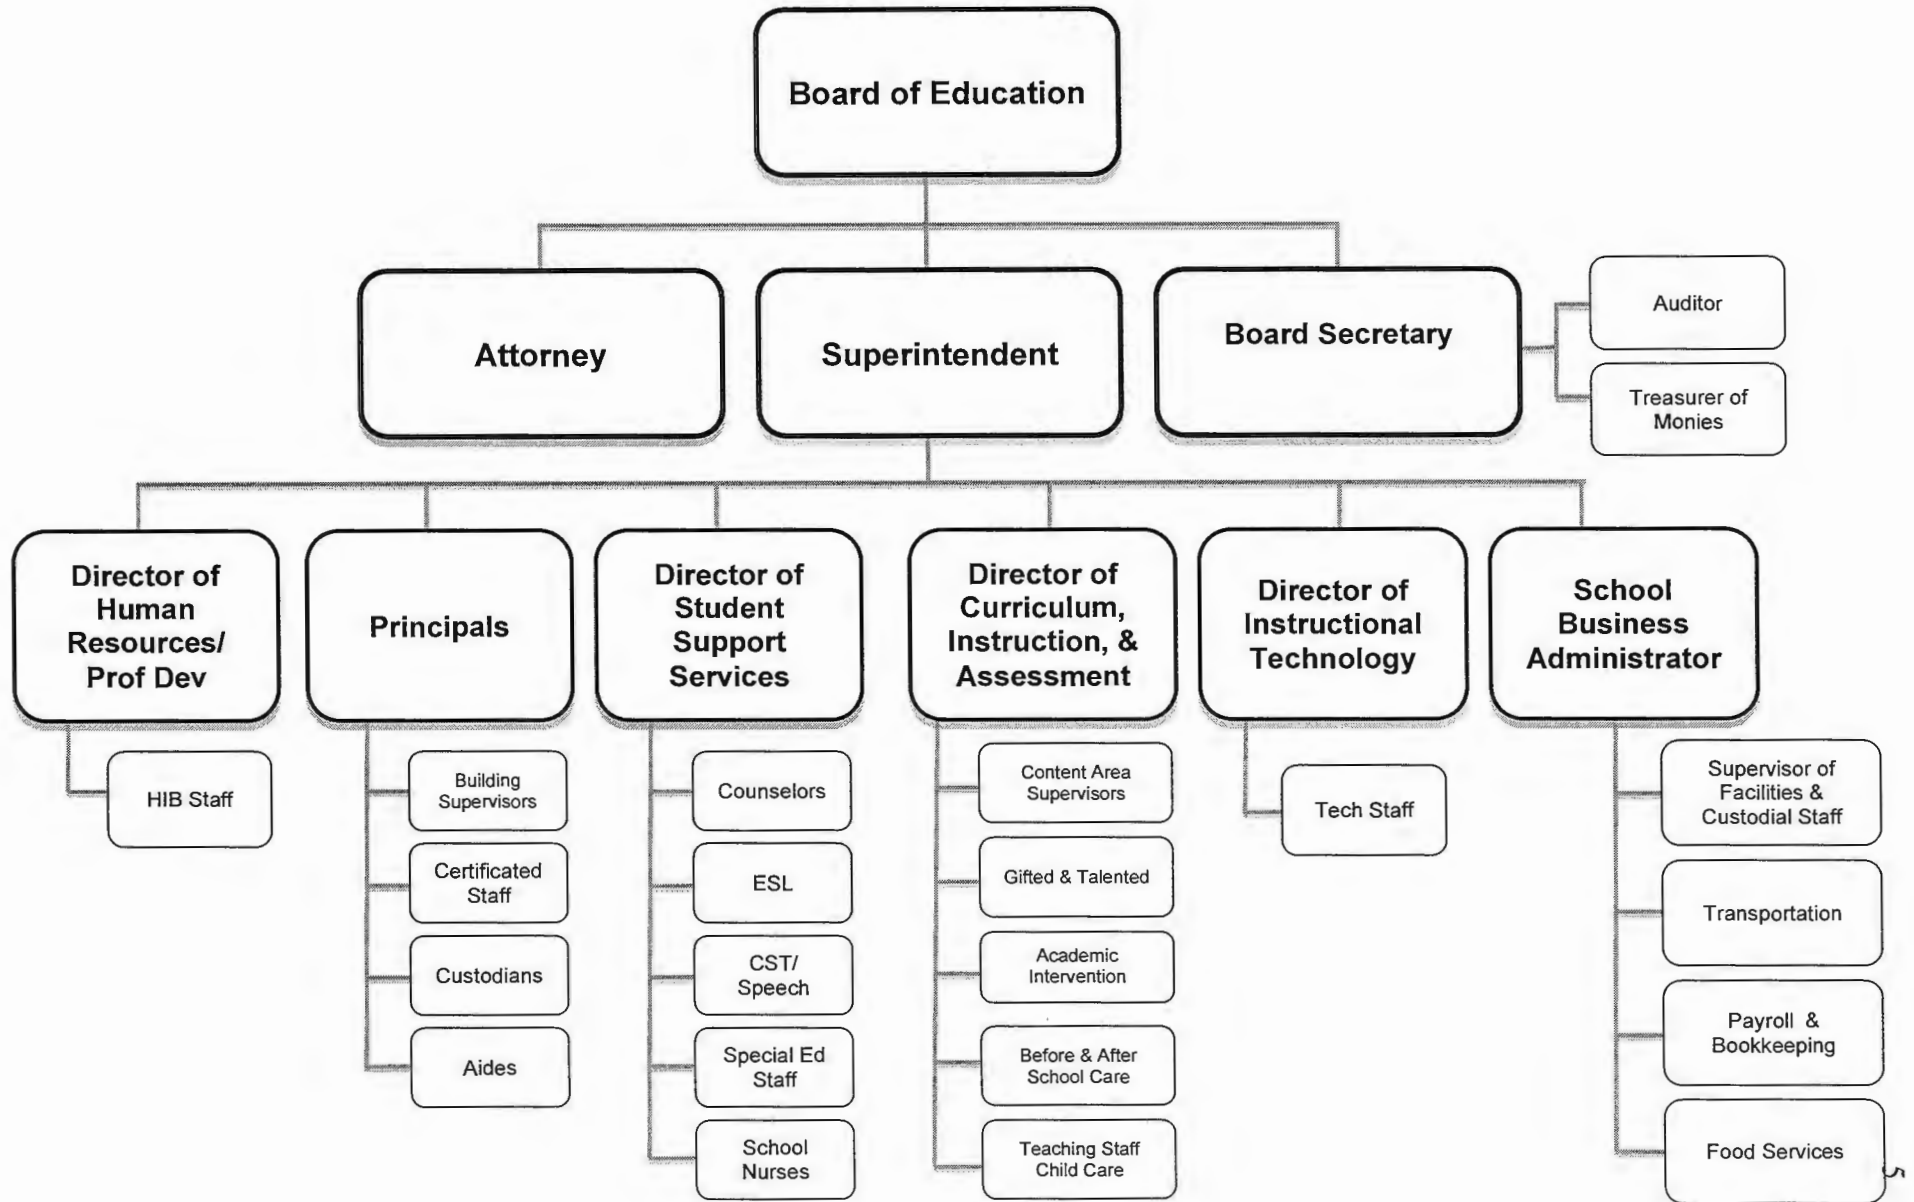 Board of Education
Attorney
Superintendent
Board Secretary
Auditor
Treasurer of
Monies
Director of
Human
Resources/
Prof Dev
Principals
Director of
Student
Support
Services
Director of
Curriculum,
Instruction, &
Assessment
Director of
Instructional
Technology
School
Business
Administrator
HIB Staff
Building
Supervisors
Certificated
Staff
Custodians
Aides
Counselors
ESL
CST/
Speech
Special Ed
Staff
School
Nurses
Content Area
Supervisors
Gifted & Talented
Academic
Intervention
Before & After
School Care
Teaching Staff
Child Care
Tech Staff
Supervisor of
Facilities &
Custodial Staff
Transportation
Payroll &
Bookkeeping
Food Services
5